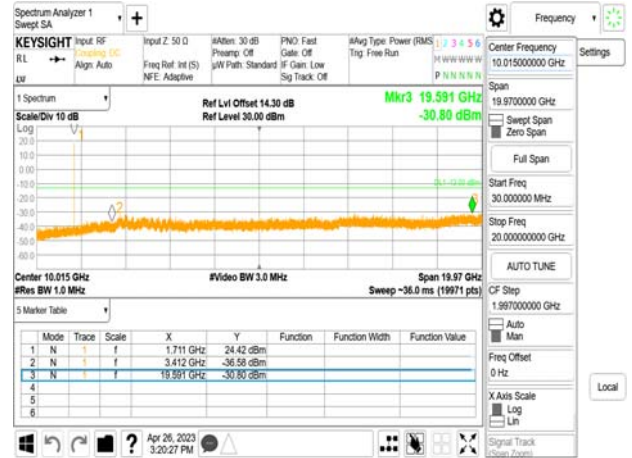 Spectrum Analyzer 1
Swept SA
+
Frequency
Settings
KEYSIGHT
RL
Input: RF
Coupling: DC
Align: Auto
Input Z: 50 Ω
Freq Ref: Int (S)
NFE: Adaptive
#Atten: 30 dB
Preamp: Off
µW Path: Standard
PNO: Fast
Gate: Off
IF Gain: Low
Sig Track: Off
#Avg Type: Power (RMS
Trig: Free Run
1 2 3 4 5 6
M W W W W W
P N N N N N
1 Spectrum
Scale/Div 10 dB
Log
Ref Lvl Offset 14.30 dB
Ref Level 30.00 dBm
Mkr3 19.591 GHz
-30.80 dBm
20.0
10.0
0.00
-10.0
-20.0
-30.0
-40.0
-50.0
-60.0
1
2
DL1 -13.00 dBm
Center 10.015 GHz
#Video BW 3.0 MHz
Span 19.97 GHz
#Res BW 1.0 MHz
Sweep ~36.0 ms (19971 pts)
5 Marker Table
Mode Trace Scale X Y Function Function Width Function Value
1 N 1 f 1.711 GHz 24.42 dBm
2 N 1 f 3.412 GHz -36.58 dBm
3 N 1 f 19.591 GHz -30.80 dBm
4
5
6
?
Apr 26, 2023
3:20:27 PM
Center Frequency
10.015000000 GHz
Span
19.9700000 GHz
Swept Span
Zero Span
Full Span
Start Freq
30.000000 MHz
Stop Freq
20.000000000 GHz
AUTO TUNE
CF Step
1.997000000 GHz
Auto
Man
Freq Offset
0 Hz
X Axis Scale
Log
Lin
Signal Track
(Span Zoom)
Local